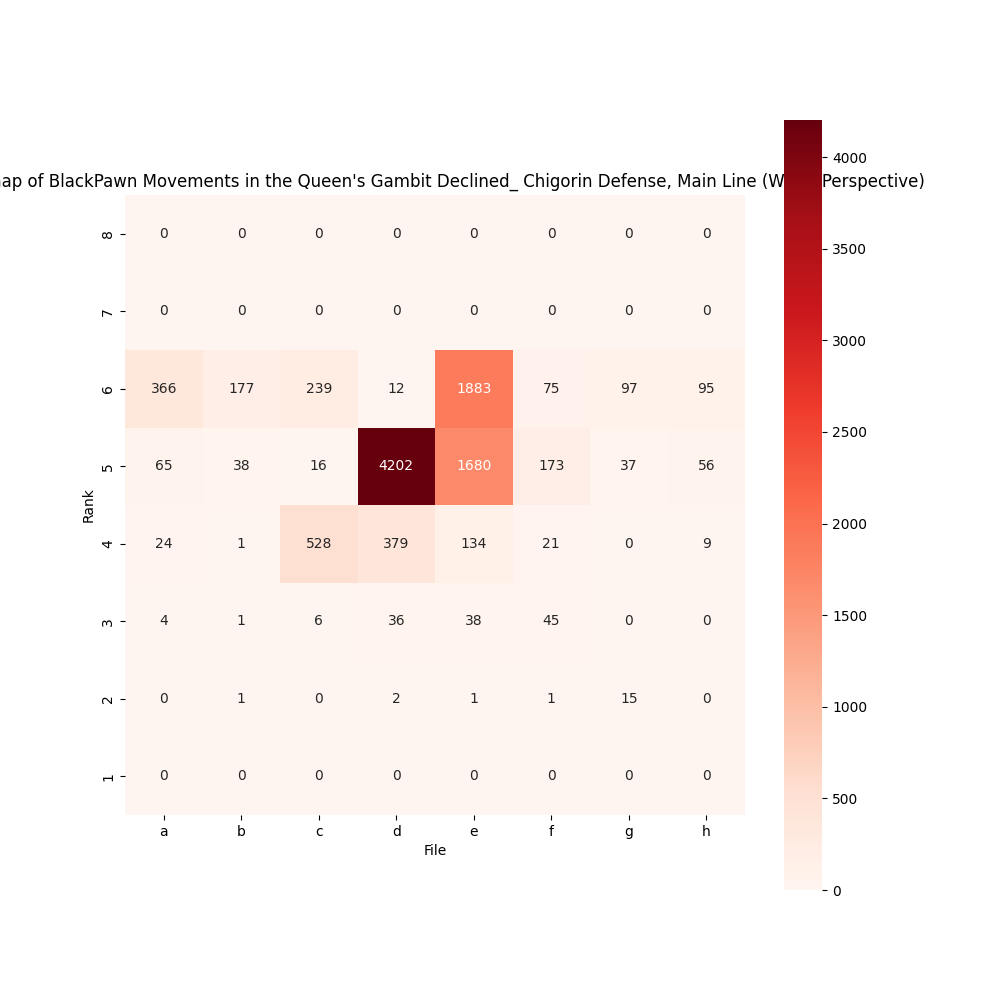 ap of BlackPawn Movements in the Queen's Gambit Declined_ Chigorin Defense, Main Line (W Perspective)
8 0 0 0 0 0 0 0 0
7 0 0 0 0 0 0 0 0
6 366 177 239 12 1883 75 97 95
5 65 38 16 4202 1680 173 37 56
4 24 1 528 379 134 21 0 9
3 4 1 6 36 38 45 0 0
2 0 1 0 2 1 1 15 0
1 0 0 0 0 0 0 0 0
a b c d e f g h
File
Rank
4000
3500
3000
2500
2000
1500
1000
500
0